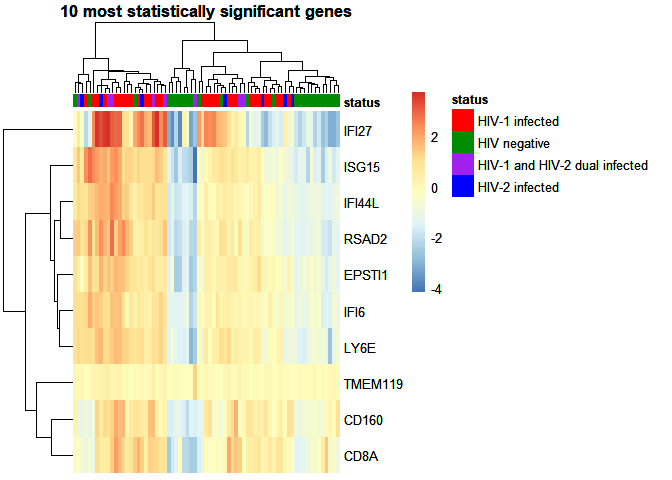 10 most statistically significant genes
status
IFI27
ISG15
IFI44L
RSAD2
EPSTI1
IFI6
LY6E
TMEM119
CD160
CD8A
2
0
-2
-4
status
HIV-1 infected
HIV negative
HIV-1 and HIV-2 dual infected
HIV-2 infected